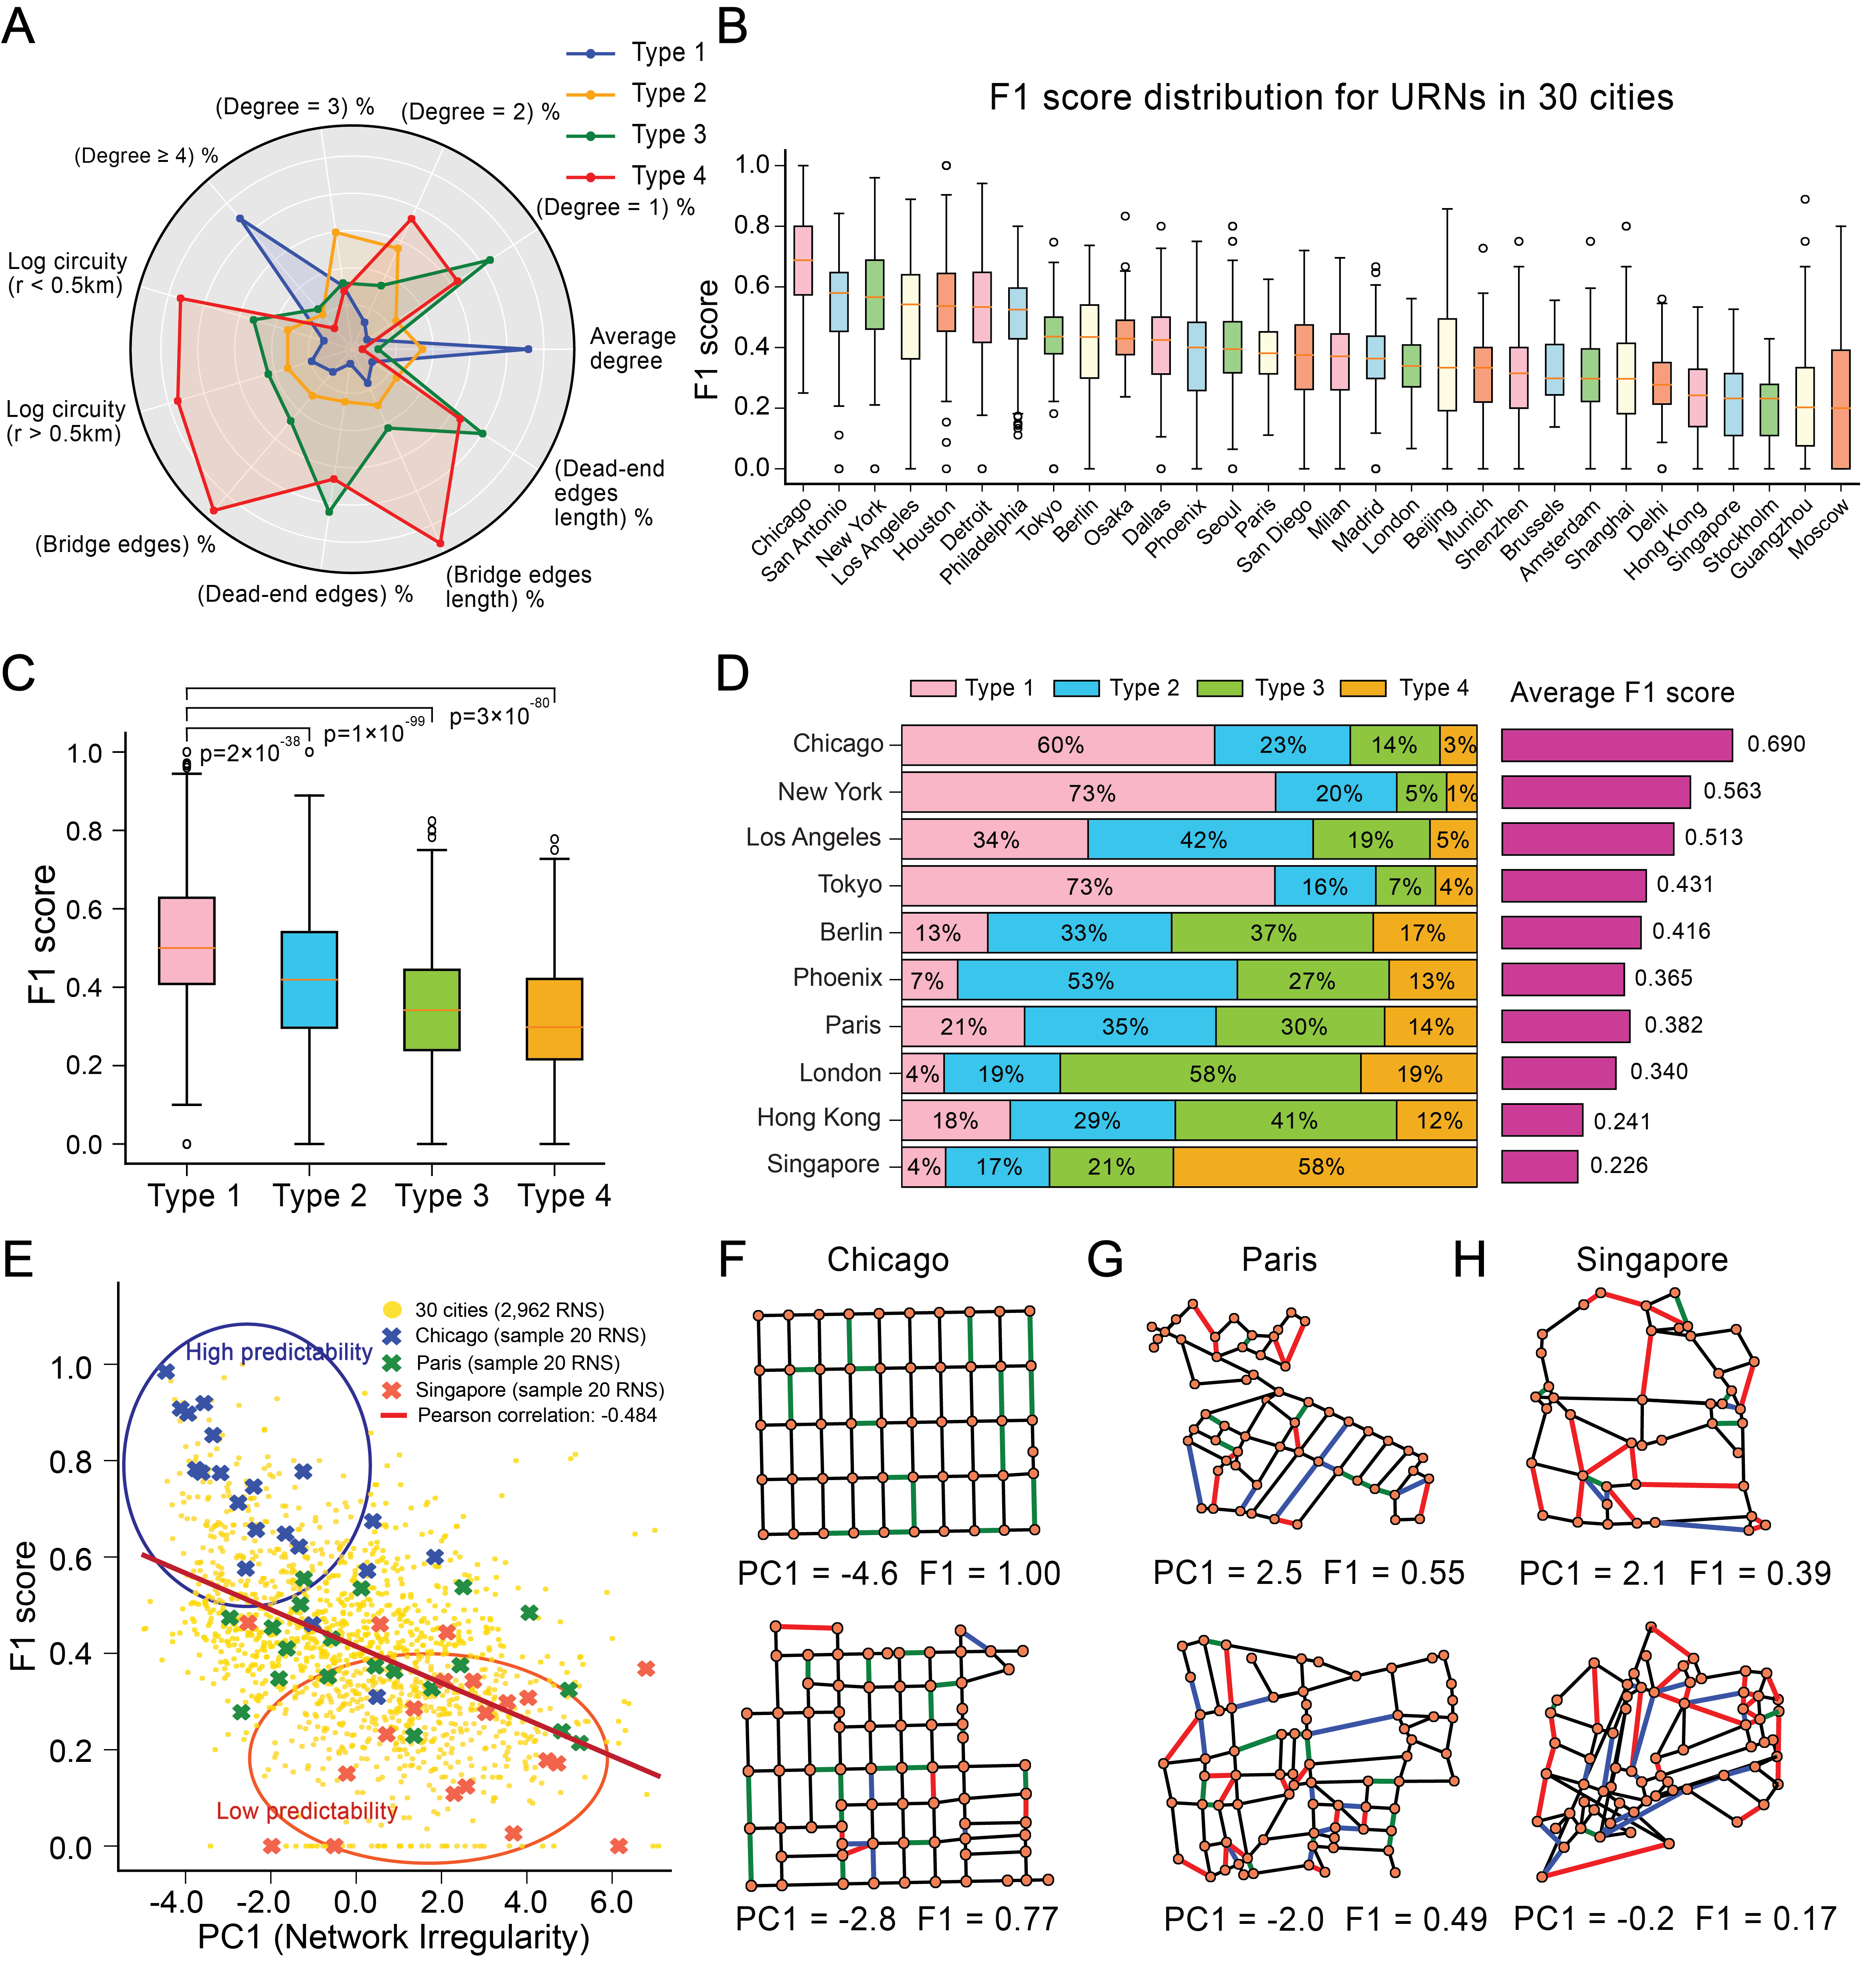 A
Type 1
Type 2
Type 3
Type 4
(Degree = 3) %
(Degree = 2) %
(Degree ≥ 4) %
(Degree = 1) %
Log circuity
(r < 0.5km)
Average
degree
Log circuity
(r > 0.5km)
(Dead-end
edges
length) %
(Bridge edges) %
(Dead-end edges) %
(Bridge edges
length) %
B
F1 score distribution for URNs in 30 cities
F1 score
1.0
0.8
0.6
0.4
0.2
0.0
Chicago
San Antonio
New York
Los Angeles
Houston
Detroit
Philadelphia
Tokyo
Berlin
Osaka
Dallas
Phoenix
Seoul
Paris
San Diego
Milan
Madrid
London
Beijing
Munich
Shenzhen
Brussels
Amsterdam
Shanghai
Delhi
Hong Kong
Singapore
Stockholm
Guangzhou
Moscow
C
p=2×10-38
p=1×10-99
p=3×10-80
F1 score
1.0
0.8
0.6
0.4
0.2
0.0
Type 1
Type 2
Type 3
Type 4
D
Type 1
Type 2
Type 3
Type 4
Average F1 score
Chicago 60% 23% 14% 3% 0.690
New York 73% 20% 5% 1% 0.563
Los Angeles 34% 42% 19% 5% 0.513
Tokyo 73% 16% 7% 4% 0.431
Berlin 13% 33% 37% 17% 0.416
Phoenix 7% 53% 27% 13% 0.365
Paris 21% 35% 30% 14% 0.382
London 4% 19% 58% 19% 0.340
Hong Kong 18% 29% 41% 12% 0.241
Singapore 4% 17% 21% 58% 0.226
E
30 cities (2,962 RNS)
Chicago (sample 20 RNS)
Paris (sample 20 RNS)
Singapore (sample 20 RNS)
Pearson correlation: -0.484
High predictability
Low predictability
F1 score
1.0
0.8
0.6
0.4
0.2
0.0
-4.0
-2.0
0.0
2.0
4.0
6.0
PC1 (Network Irregularity)
F
Chicago
PC1 = -4.6 F1 = 1.00
PC1 = -2.8 F1 = 0.77
G
Paris
PC1 = 2.5 F1 = 0.55
PC1 = -2.0 F1 = 0.49
H
Singapore
PC1 = 2.1 F1 = 0.39
PC1 = -0.2 F1 = 0.17